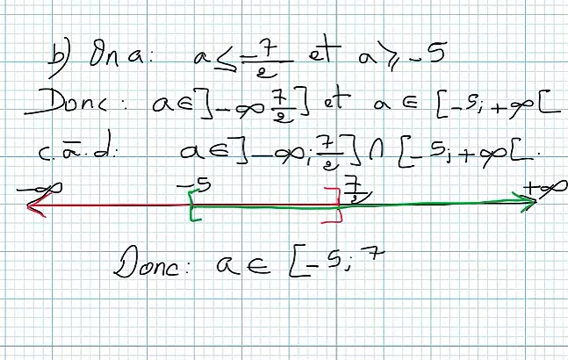 b) On a: a ≤ -7/2 et a ≥ -5
Donc: a ∈ ]-∞ 7/2] et a ∈ [-5; +∞[
c.à.d: a ∈ ]-∞; 7/2] ∩ [-5; +∞[.
-∞ -5 7/2 +∞
Donc: a ∈ [-5; 7